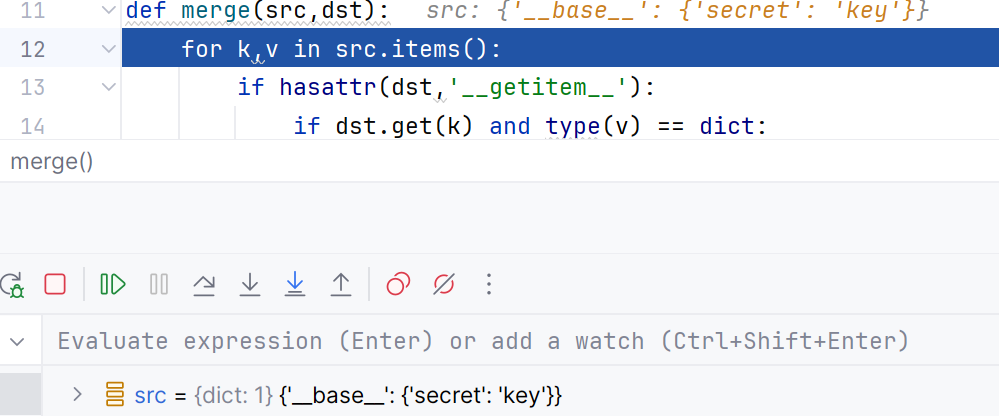 11 def merge(src,dst): src: {'__base__': {'secret': 'key'}}
12 for k,v in src.items():
13 if hasattr(dst,'__getitem__'):
14 if dst.get(k) and type(v) == dict:
merge()
Evaluate expression (Enter) or add a watch (Ctrl+Shift+Enter)
src = {dict: 1} {'__base__': {'secret': 'key'}}